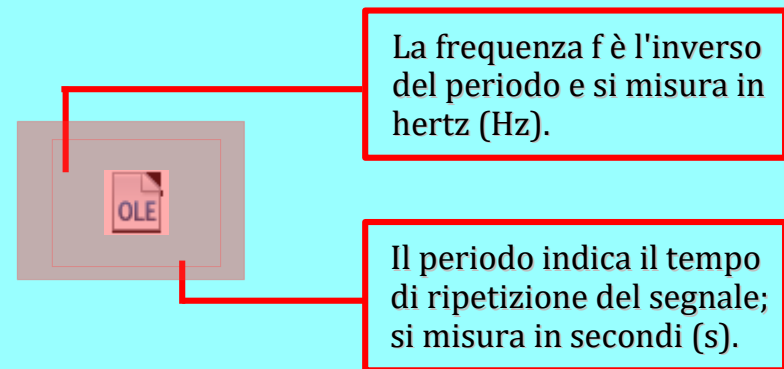 La frequenza f è l'inverso
del periodo e si misura in
hertz (Hz).
OLE
Il periodo indica il tempo
di ripetizione del segnale;
si misura in secondi (s).